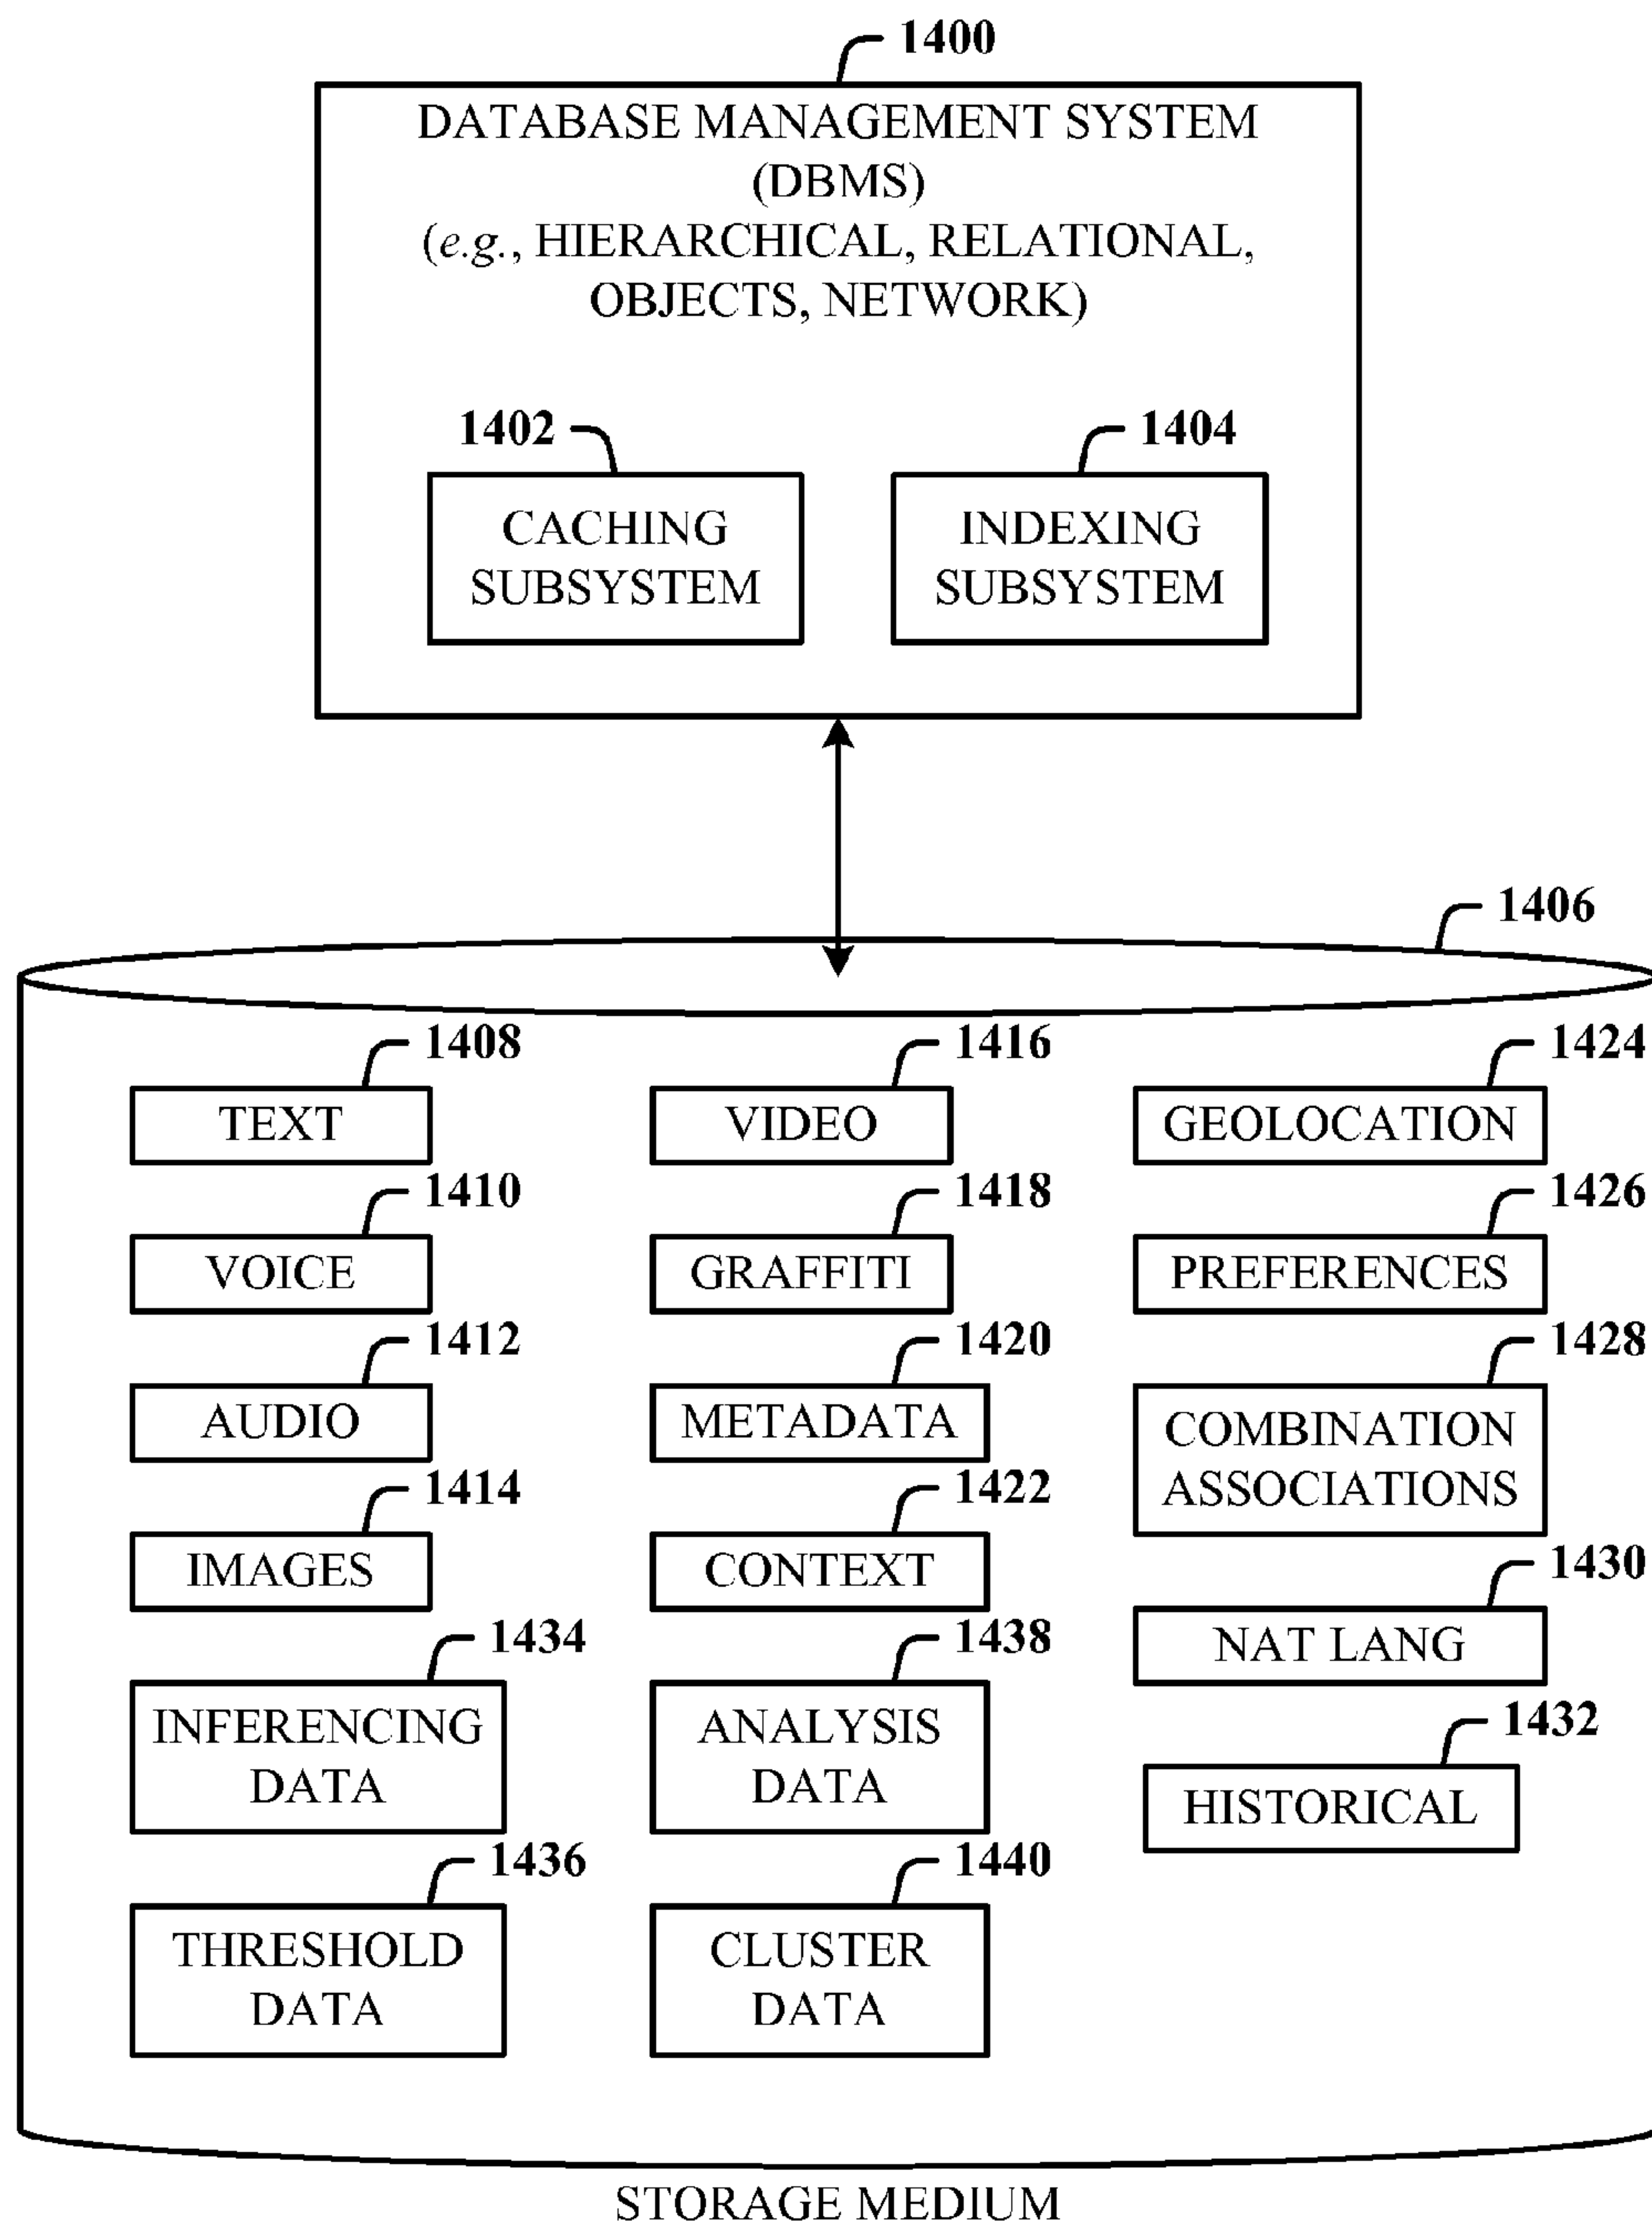 1400
DATABASE MANAGEMENT SYSTEM
(DBMS)
(e.g., HIERARCHICAL, RELATIONAL,
OBJECTS, NETWORK)
1402
1404
CACHING
SUBSYSTEM
INDEXING
SUBSYSTEM
1406
1408
TEXT
1410
VOICE
1412
AUDIO
1414
IMAGES
1434
INFERENCING
DATA
1436
THRESHOLD
DATA
1416
VIDEO
1418
GRAFFITI
1420
METADATA
1422
CONTEXT
1438
ANALYSIS
DATA
1440
CLUSTER
DATA
1424
GEOLOCATION
1426
PREFERENCES
1428
COMBINATION
ASSOCIATIONS
1430
NAT LANG
1432
HISTORICAL
STORAGE MEDIUM